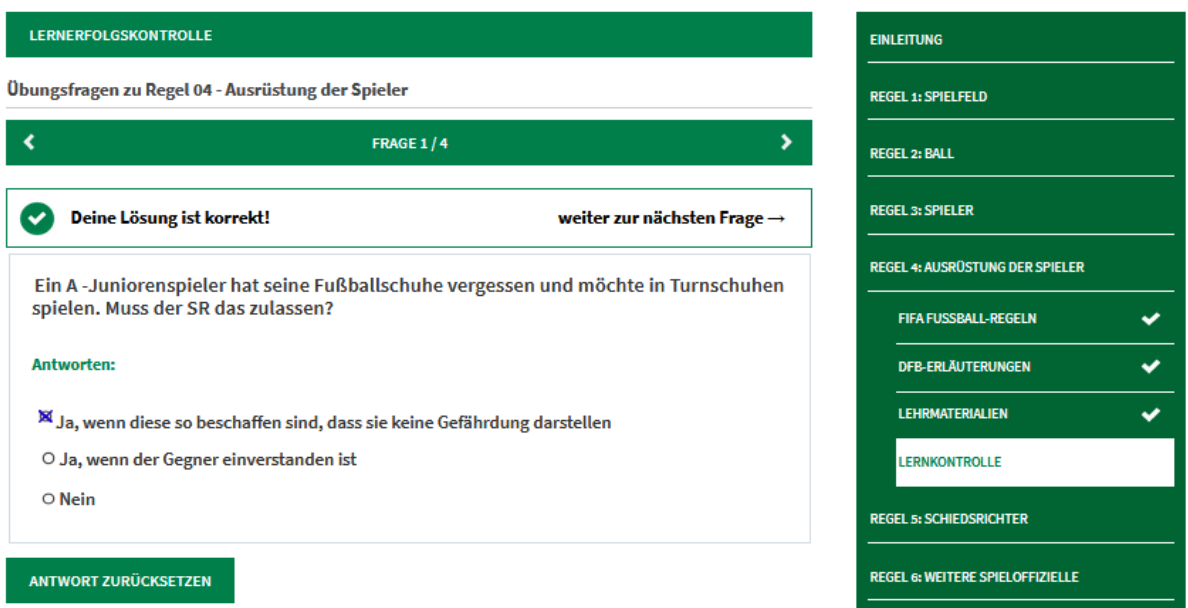 LERNERFOLGSKONTROLLE
Übungsfragen zu Regel 04 - Ausrüstung der Spieler
FRAGE 1 / 4
Deine Lösung ist korrekt!
weiter zur nächsten Frage →
Ein A -Juniorenspieler hat seine Fußballschuhe vergessen und möchte in Turnschuhen
spielen. Muss der SR das zulassen?
Antworten:
Ja, wenn diese so beschaffen sind, dass sie keine Gefährdung darstellen
Ja, wenn der Gegner einverstanden ist
Nein
ANTWORT ZURÜCKSETZEN
EINLEITUNG
REGEL 1: SPIELFELD
REGEL 2: BALL
REGEL 3: SPIELER
REGEL 4: AUSRÜSTUNG DER SPIELER
FIFA FUSSBALL-REGELN
DFB-ERLÄUTERUNGEN
LEHRMATERIALIEN
LERNKONTROLLE
REGEL 5: SCHIEDSRICHTER
REGEL 6: WEITERE SPIELOFFIZIELLE